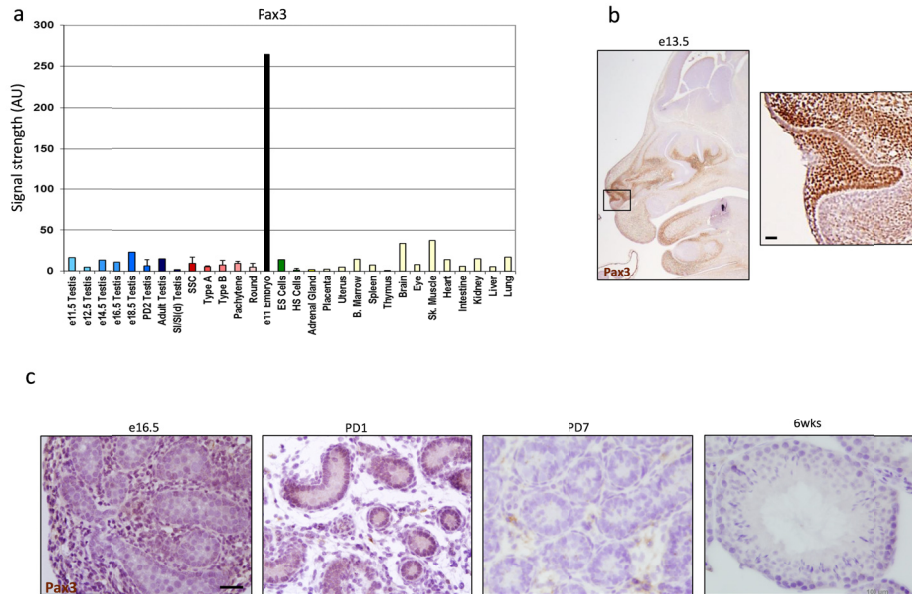 a
Fax3
Signal strength (AU)
300
250
200
150
100
50
0
e11.5 Testis
e12.5 Testis
e14.5 Testis
e16.5 Testis
e18.5 Testis
PD2 Testis
Adult Testis
Sl/Sl(d) Testis
SSC
Type A
Type B
Pachytene
Round
e11 Embryo
ES Cells
HS Cells
Adrenal Gland
Placenta
Uterus
B. Marrow
Spleen
Thymus
Brain
Eye
Sk. Muscle
Heart
Intestine
Kidney
Liver
Lung
b
e13.5
Pax3
c
e16.5
PD1
PD7
6wks
Pax3